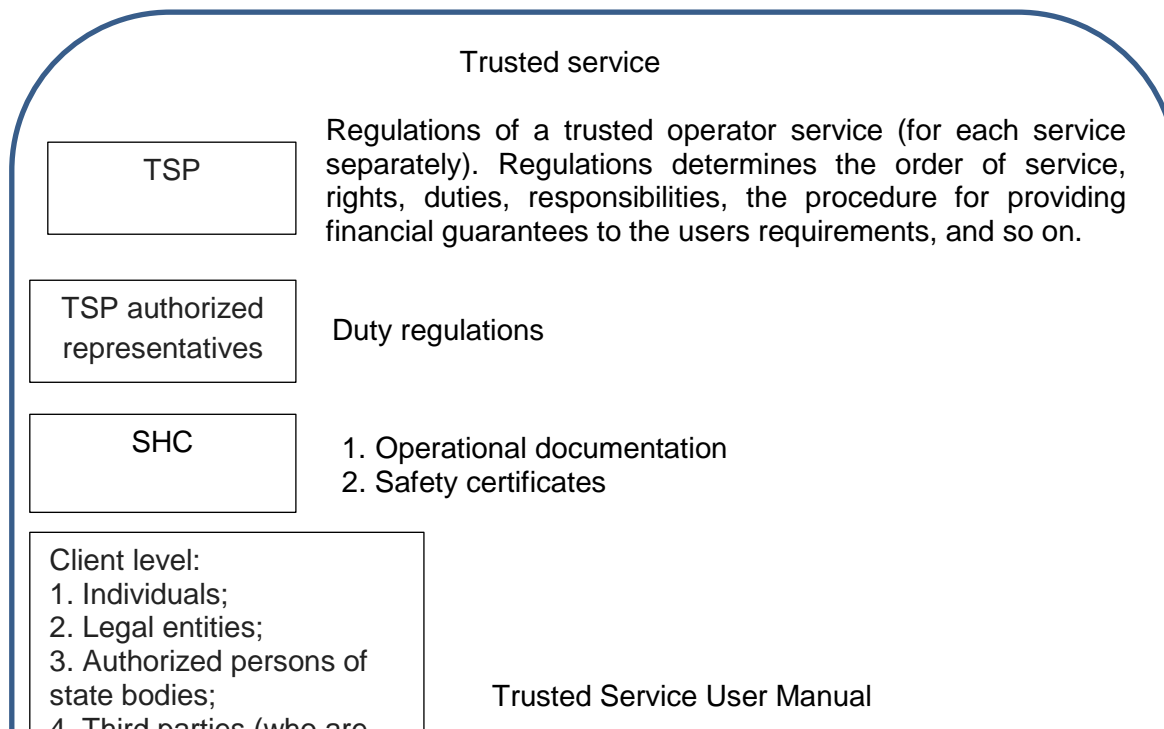 Trusted service
TSP
Regulations of a trusted operator service (for each service
separately). Regulations determines the order of service,
rights, duties, responsibilities, the procedure for providing
financial guarantees to the users requirements, and so on.
TSP authorized
representatives
Duty regulations
SHC
1. Operational documentation
2. Safety certificates
Client level:
1. Individuals;
2. Legal entities;
3. Authorized persons of
state bodies;
4. Third parties (who are
Trusted Service User Manual